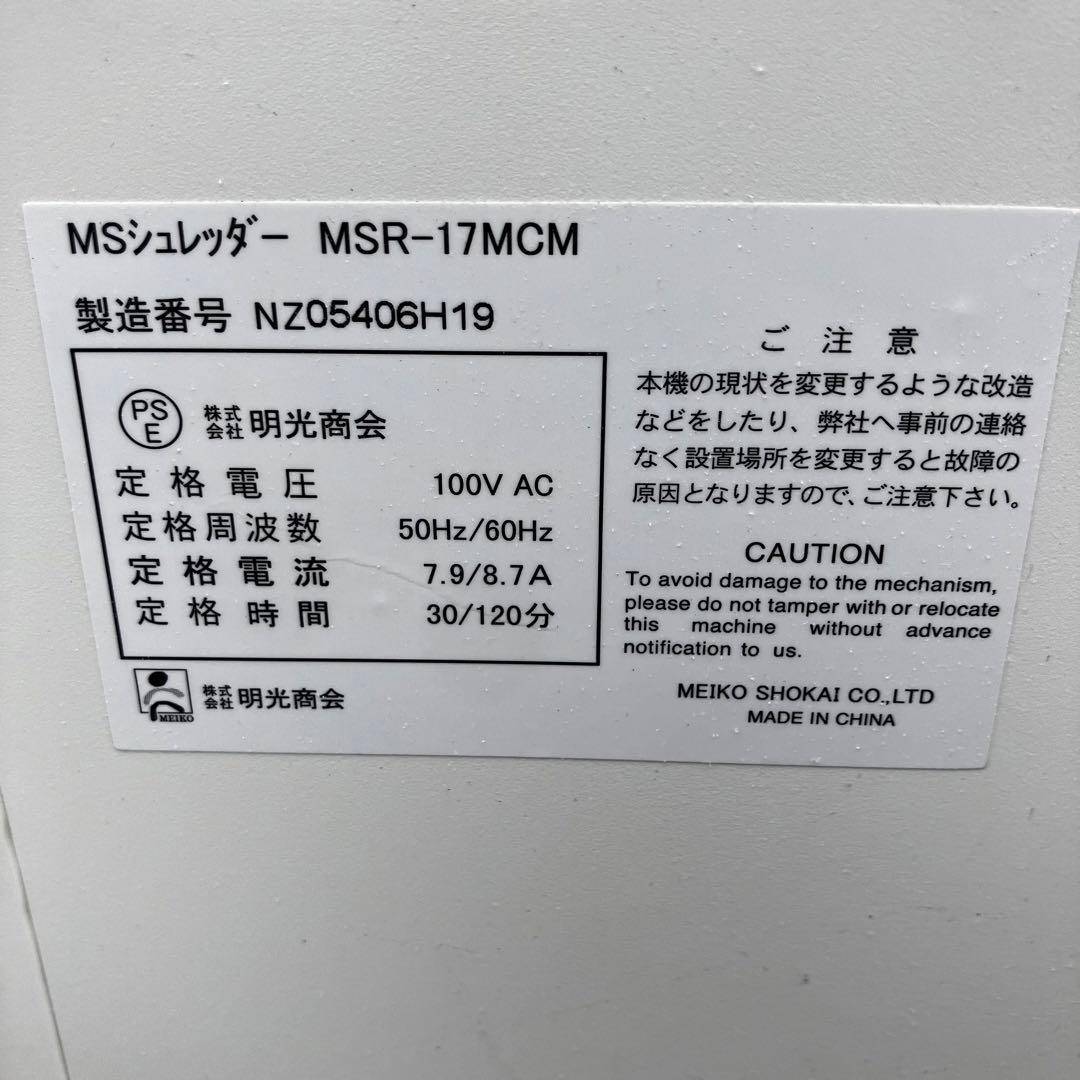 MSシュレッダー MSR-17MCM
製造番号 NZ05406H19
PS
E
株式
会社
明光商会
定格電圧 100V AC
定格周波数 50Hz/60Hz
定格電流 7.9/8.7A
定格時間 30/120分
MEIKO
株式
会社
明光商会
ご注意
本機の現状を変更するような改造
などをしたり、弊社へ事前の連絡
なく設置場所を変更すると故障の
原因となりますので、ご注意下さい。
CAUTION
To avoid damage to the mechanism,
please do not tamper with or relocate
this machine without advance
notification to us.
MEIKO SHOKAI CO.,LTD
MADE IN CHINA